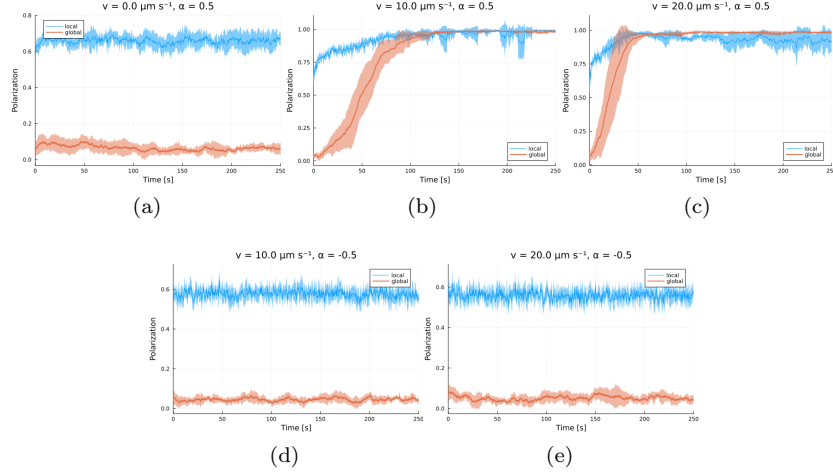 v = 0.0 µm s⁻¹, α = 0.5
0.8
0.6
0.4
0.2
0.0
Polarization
local
global
0
50
100
150
200
250
Time [s]
(a)
v = 10.0 µm s⁻¹, α = 0.5
1.00
0.75
0.50
0.25
0.00
Polarization
local
global
0
50
100
150
200
250
Time [s]
(b)
v = 20.0 µm s⁻¹, α = 0.5
1.00
0.75
0.50
0.25
0.00
Polarization
local
global
0
50
100
150
200
250
Time [s]
(c)
v = 10.0 µm s⁻¹, α = -0.5
0.6
0.4
0.2
0.0
Polarization
local
global
0
50
100
150
200
250
Time [s]
(d)
v = 20.0 µm s⁻¹, α = -0.5
0.6
0.4
0.2
0.0
Polarization
local
global
0
50
100
150
200
250
Time [s]
(e)